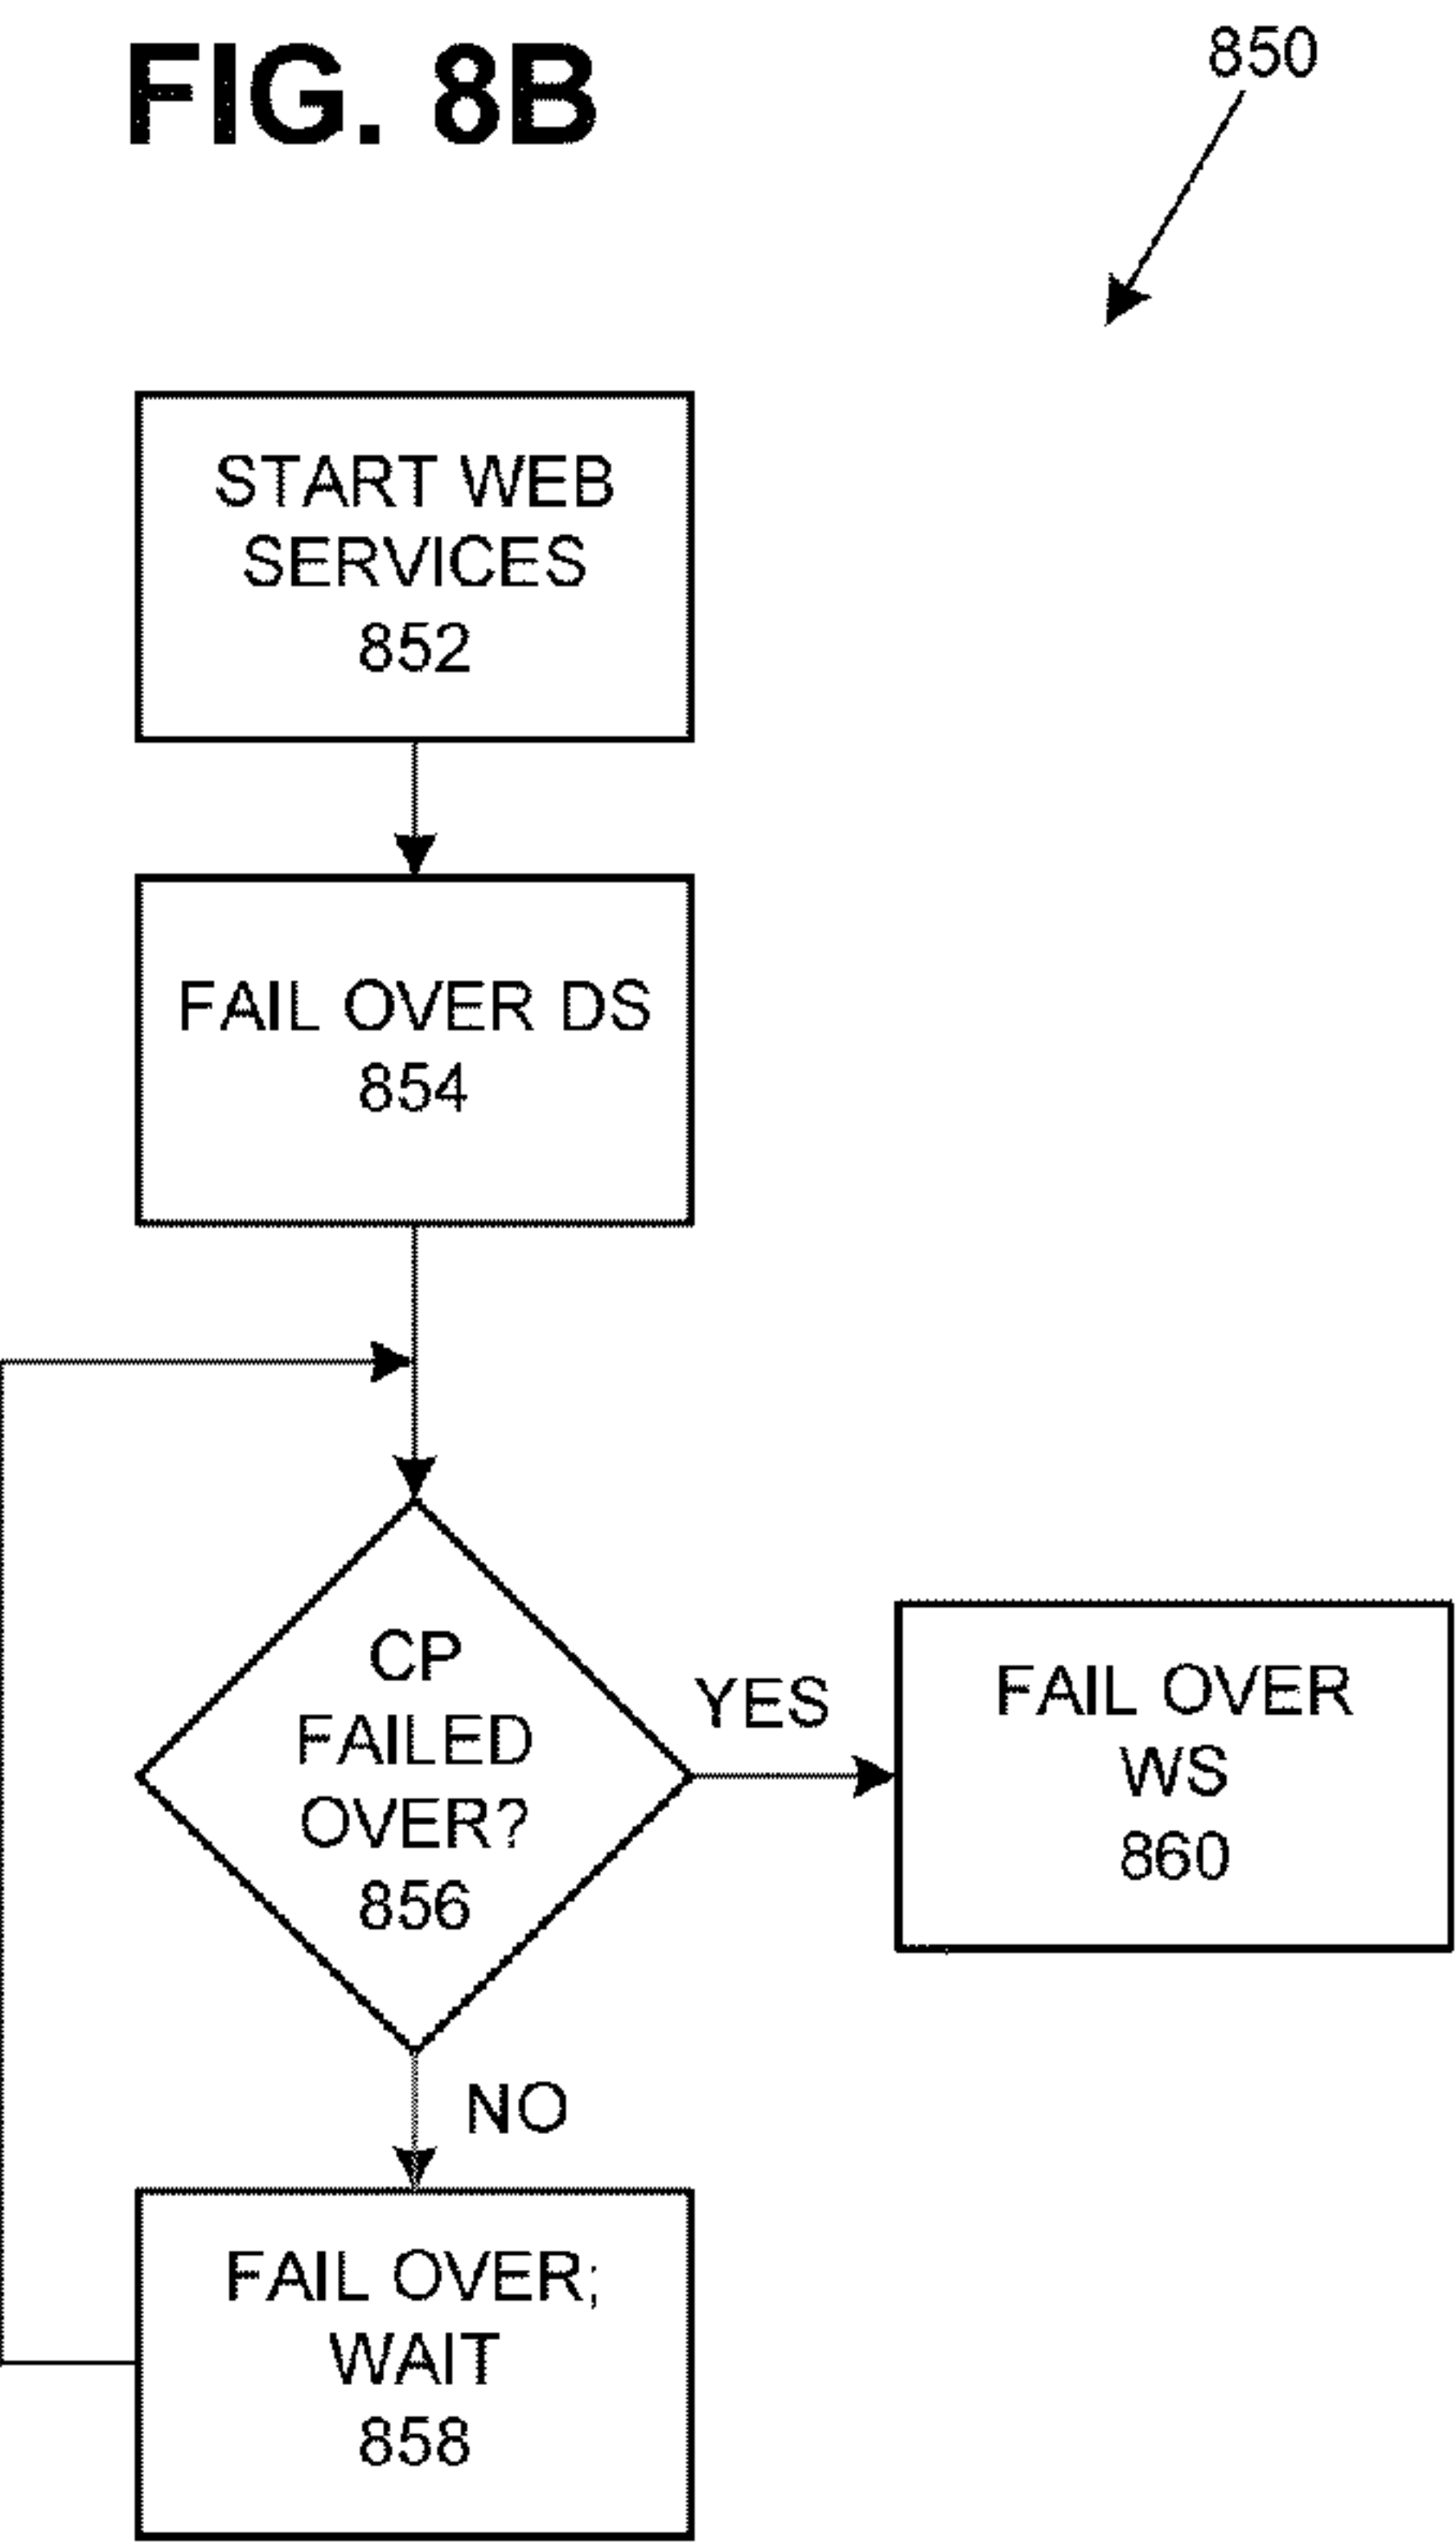 FIG. 8B
850
START WEB
SERVICES
852
FAIL OVER DS
854
CP
FAILED
OVER?
856
YES
FAIL OVER
WS
860
NO
FAIL OVER;
WAIT
858